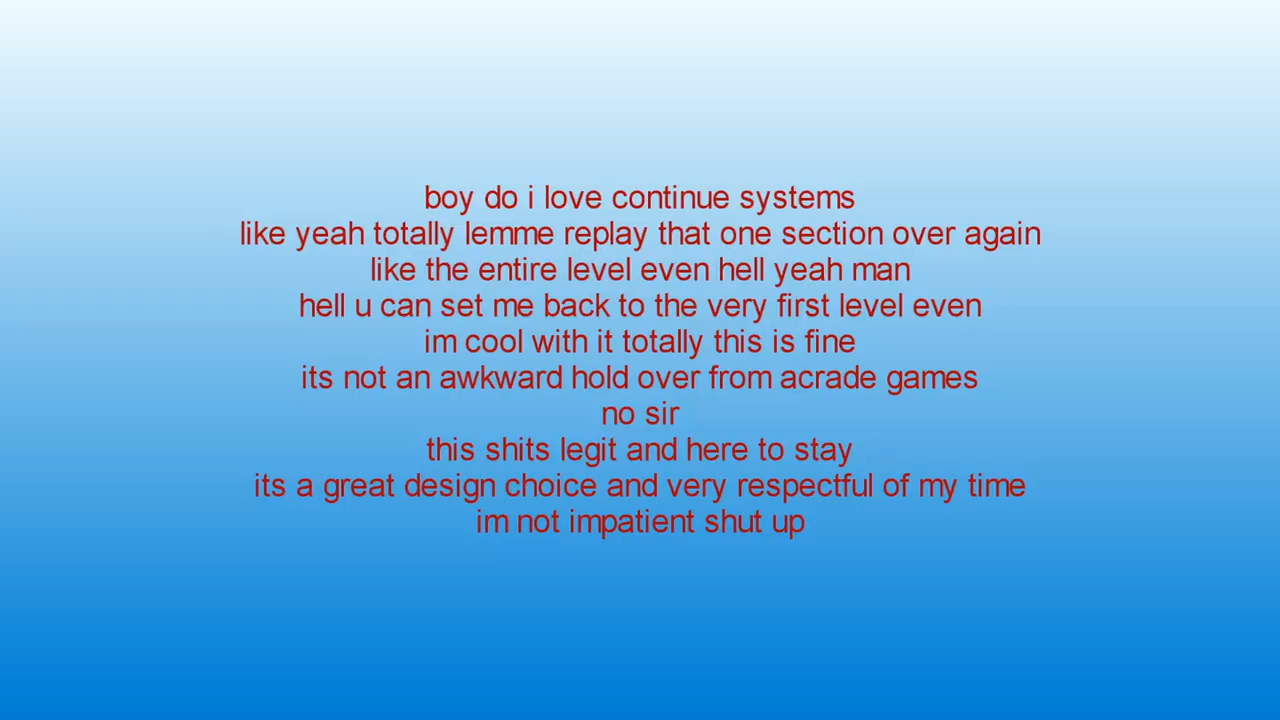 boy do i love continue systems
like yeah totally lemme replay that one section over again
like the entire level even hell yeah man
hell u can set me back to the very first level even
im cool with it totally this is fine
its not an awkward hold over from acrade games
no sir
this shits legit and here to stay
its a great design choice and very respectful of my time
im not impatient shut up